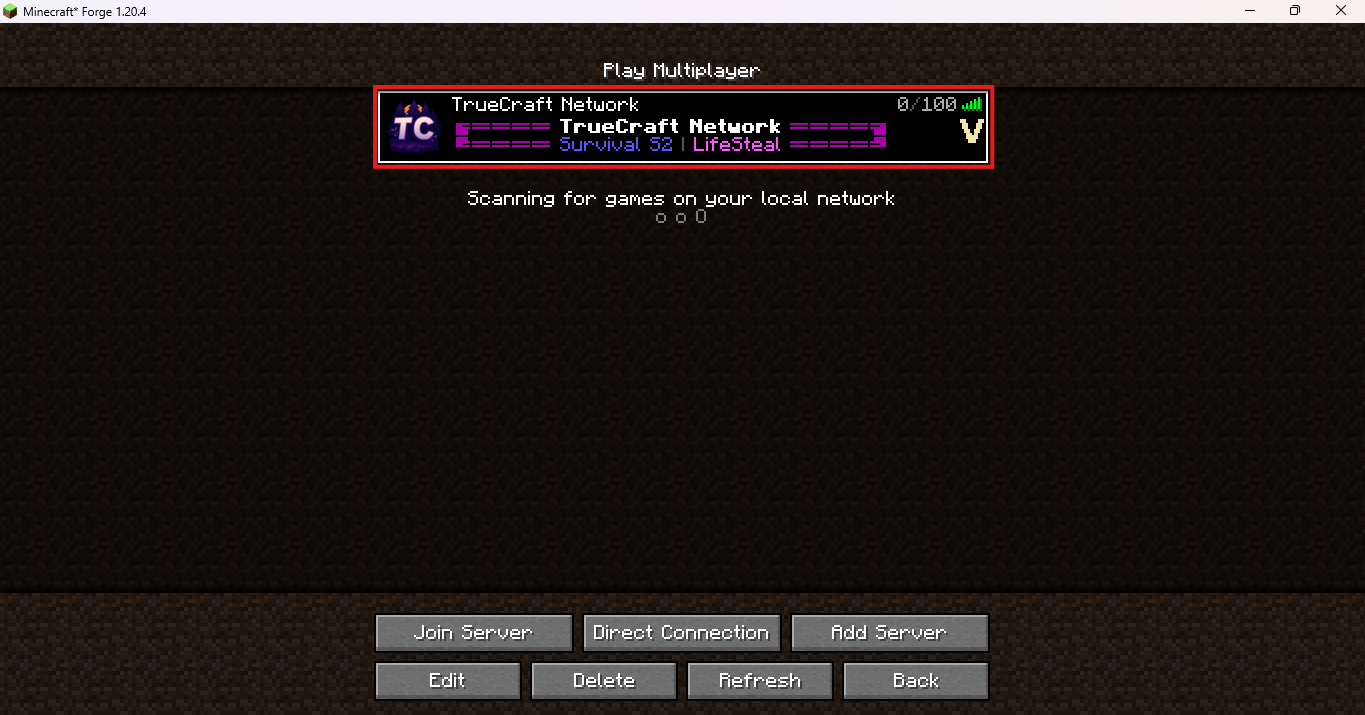 Minecraft* Forge 1.20.4
Play Multiplayer
TrueCraft Network 0/100
TC
TrueCraft Network
V
Survival S2 | LifeSteal
Scanning for games on your local network
o o O
Join Server Direct Connection Add Server
Edit Delete Refresh Back